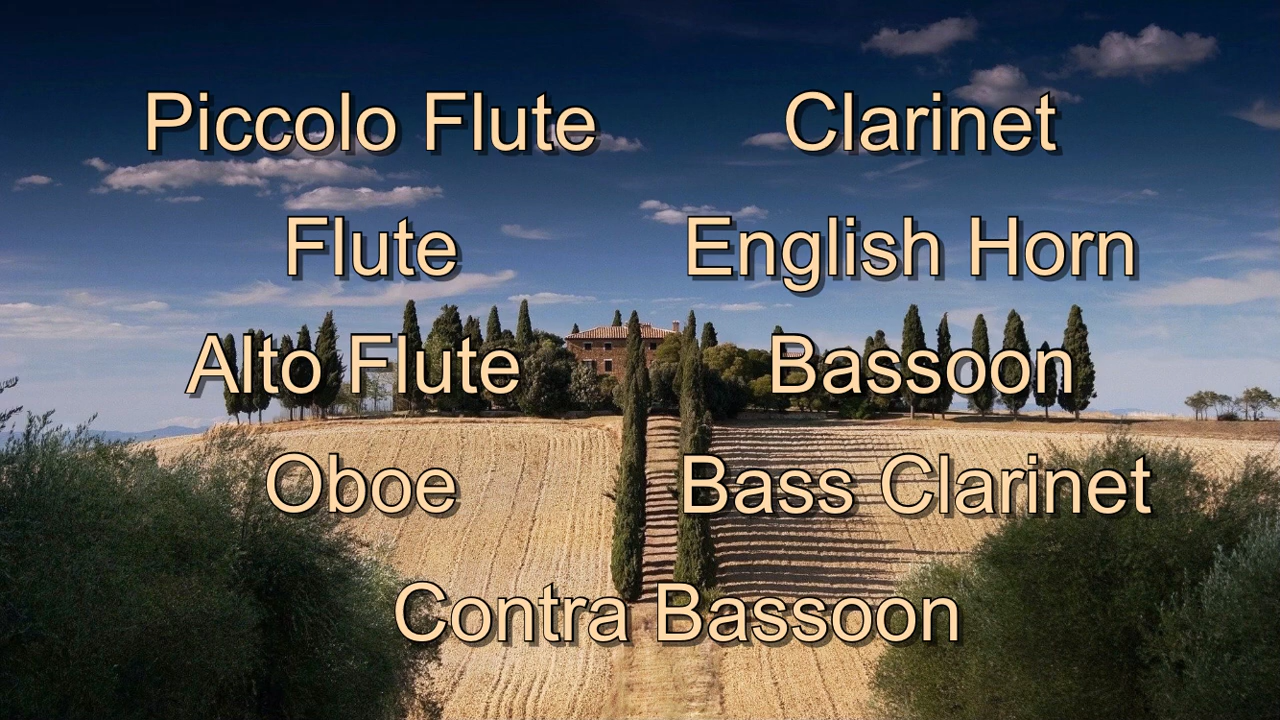 Piccolo Flute
Clarinet
Flute
English Horn
Alto Flute
Bassoon
Oboe
Bass Clarinet
Contra Bassoon